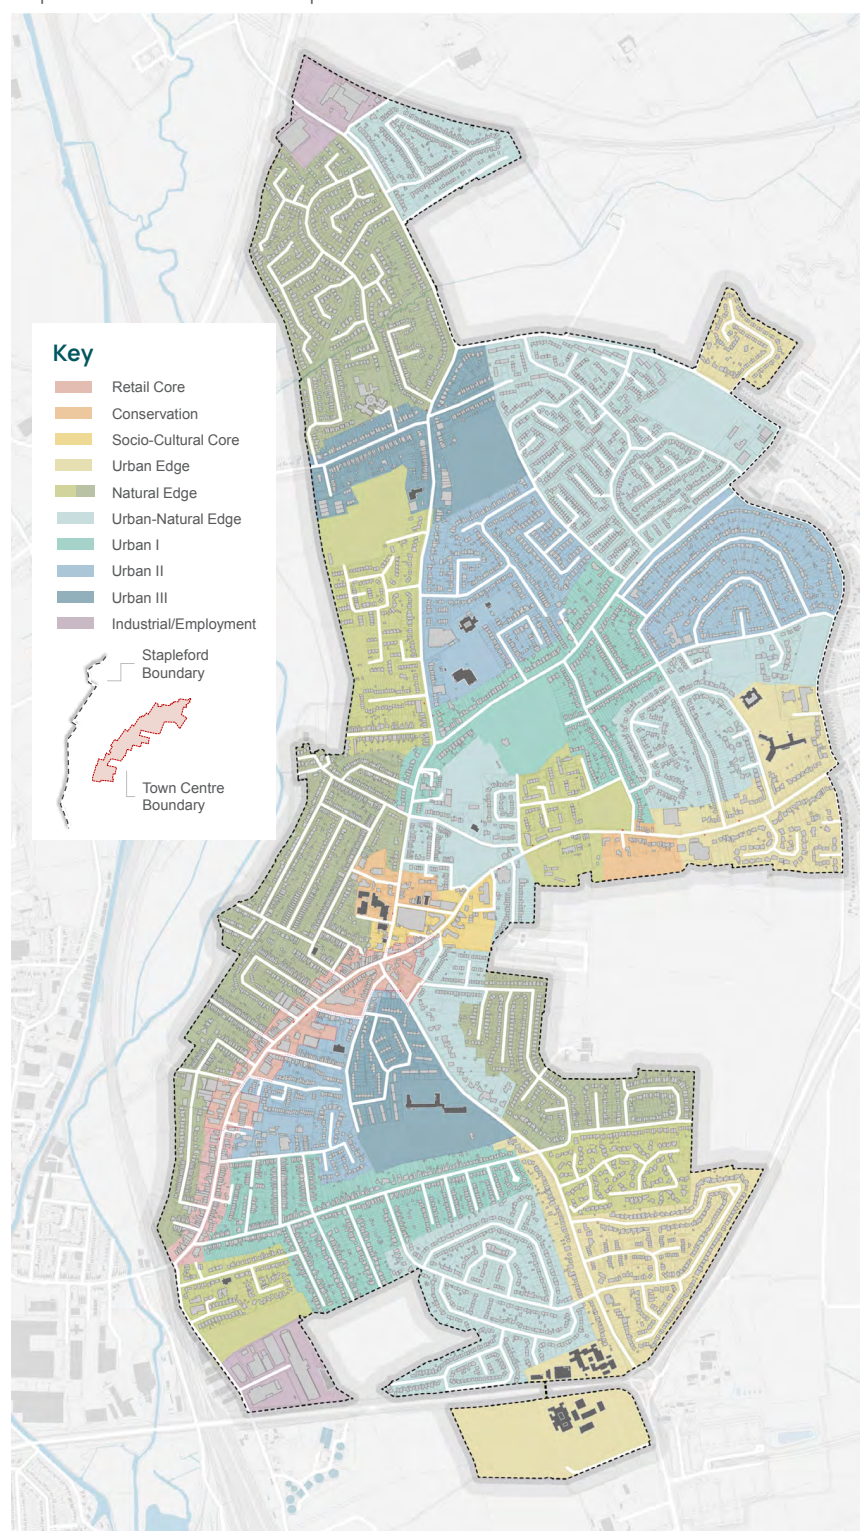 Key
Retail Core
Conservation
Socio-Cultural Core
Urban Edge
Natural Edge
Urban-Natural Edge
Urban I
Urban II
Urban III
Industrial/Employment
Stapleford
Boundary
Town Centre
Boundary